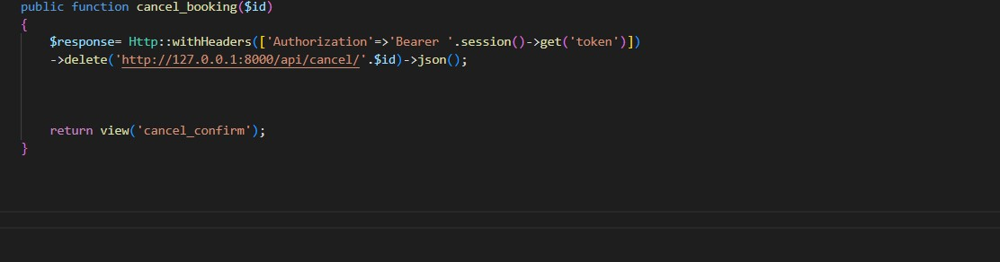 public function cancel_booking($id)
{
$response= Http::withHeaders(['Authorization'=>'Bearer '.session()->get('token')])
->delete('http://127.0.0.1:8000/api/cancel/'.$id)->json();
return view('cancel_confirm');
}